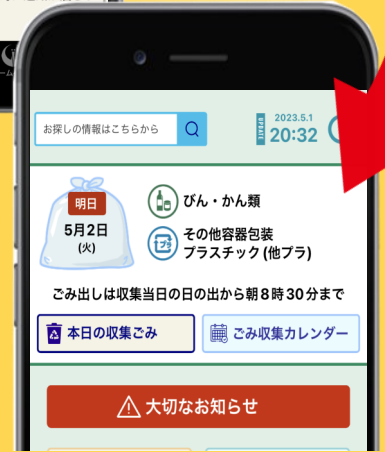 お探しの情報はこちらから
UPDATE
2023.5.1
20:32
明日
5月2日
(火)
びん・かん類
その他容器包装
プラスチック(他プラ)
ごみ出しは収集当日の日の出から朝8時30分まで
本日の収集ごみ
ごみ収集カレンダー
大切なお知らせ